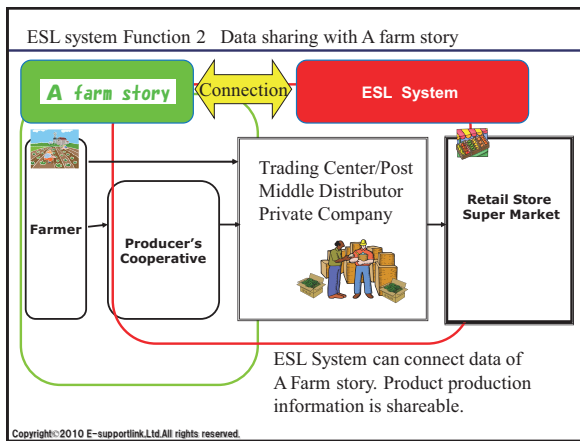 ESL system Function 2   Data sharing with A farm story
A farm story
Connection
ESL System
Farmer
Producer's
Cooperative
Trading Center/Post
Middle Distributor
Private Company
Retail Store
Super Market
ESL System can connect data of
A Farm story. Product production
information is shareable.
Copyright©2010 E-supportlink,Ltd.All rights reserved.